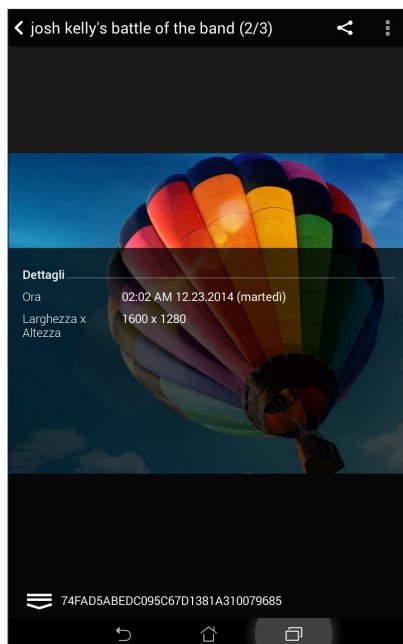 josh kelly's battle of the band (2/3)
Dettagli
Ora 02:02 AM 12.23.2014 (martedì)
Larghezza x 1600 x 1280
Altezza
74FAD5ABEDC095C67D1381A310079685